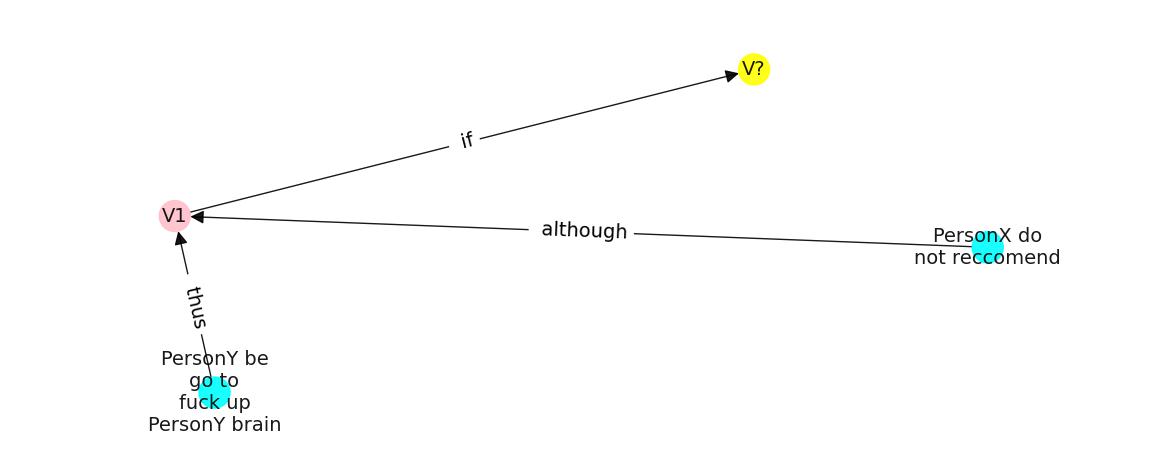 V?
if
V1
although
PersonX do
not reccomend
thus
PersonY be
go to
fuck up
PersonY brain